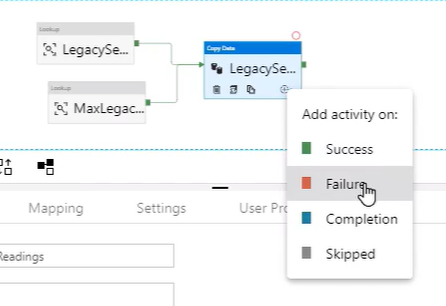 Lookup
LegacySe...
Copy Data
LegacySe...
Lookup
MaxLegac...
Add activity on:
Success
Failure
Completion
Skipped
Mapping
Settings
User Pro
Readings